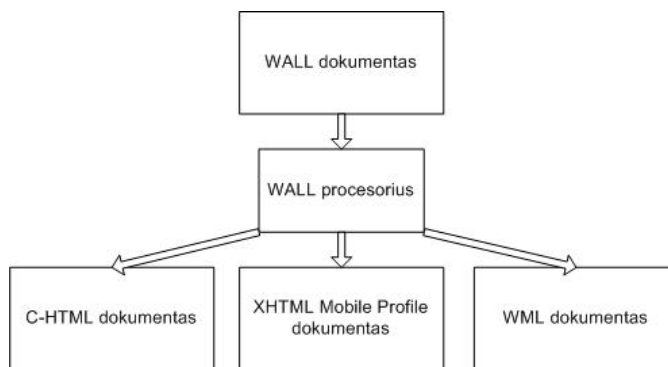 WALL dokumentas
WALL procesorius
C-HTML dokumentas
XHTML Mobile Profile
dokumentas
WML dokumentas